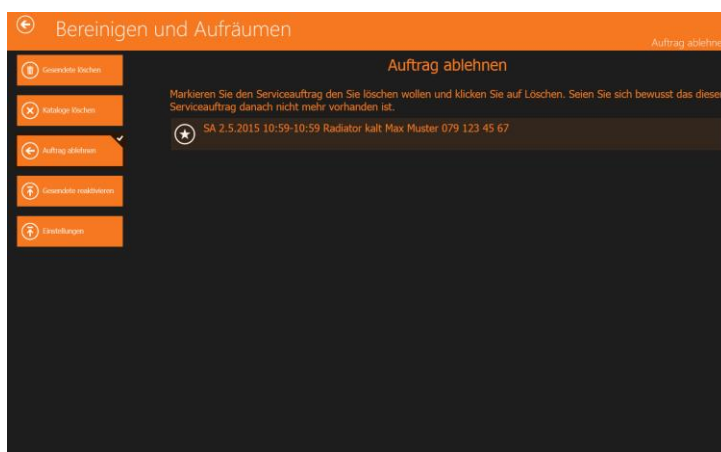 Bereinigen und Aufräumen
Auftrag ablehne
Gesendete löschen
Kataloge löschen
Auftrag ablehnen
Gesendete reaktivieren
Einstellungen
Auftrag ablehnen
Markieren Sie den Serviceauftrag den Sie löschen wollen und klicken Sie auf Löschen. Seien Sie sich bewusst das dieser
Serviceauftrag danach nicht mehr vorhanden ist.
SA 2.5.2015 10:59-10:59 Radiator kalt Max Muster 079 123 45 67